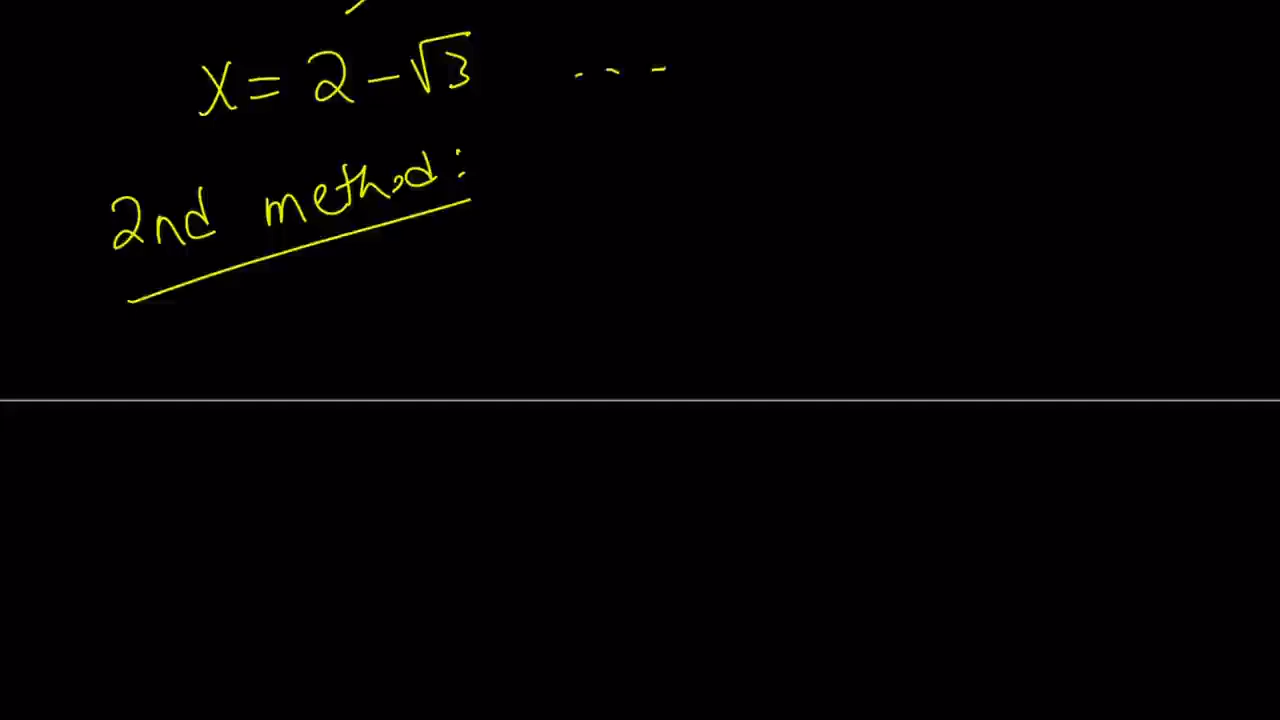 x = 2 - √3 ---
2nd method: